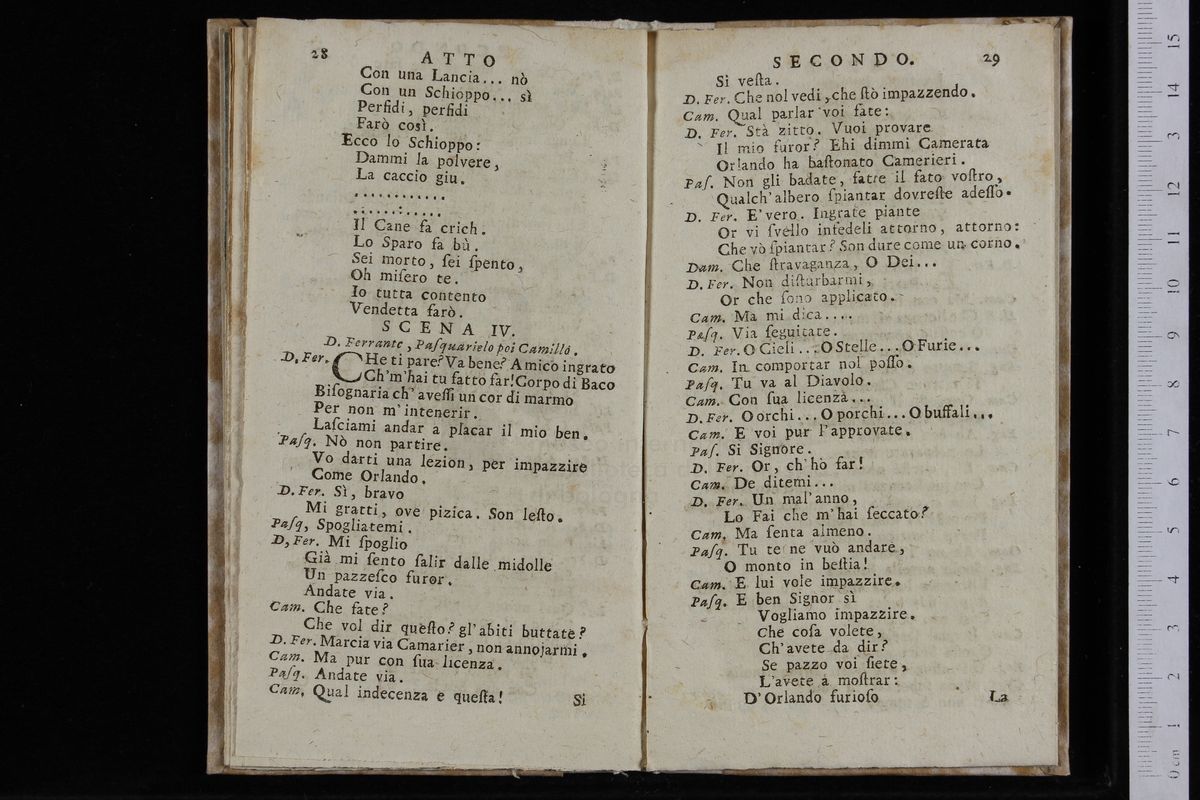 28 ATTO
Con una Lancia... nò
Con un Schioppo... sì
Perfidi, perfidi
Farò così.
Ecco lo Schioppo:
Dammi la polvere,
La caccio giu.
............
............
Il Cane fa crich.
Lo Sparo fa bù.
Sei morto, ſei ſpento,
Oh miſero te.
Io tutta contento
Vendetta farò.
SCENA IV.
D. Ferrante, Paſquarielo poi Camillo.
D. Fer. CHe ti pare? Va bene? Amico ingrato
Ch'm'hai tu fatto far! Corpo di Baco
Biſognaria ch' aveſſi un cor di marmo
Per non m'intenerir.
Laſciami andar a placar il mio ben.
Paſq. Nò non partire.
Vo darti una lezion, per impazzire
Come Orlando.
D. Fer. Sì, bravo
Mi gratti, ove pizica. Son leſto.
Paſq, Spogliatemi.
D, Fer. Mi ſpoglio
Già mi ſento ſalir dalle midolle
Un pazzeſco furor.
Andate via.
Cam. Che fate?
Che vol dir queſto? gl'abiti buttate?
D. Fer. Marcia via Camarier, non annojarmi.
Cam. Ma pur con ſua licenza.
Paſq. Andate via.
Cam. Qual indecenza e queſta!
Si
SECONDO. 29
Si veſta.
D. Fer. Che nol vedi, che ſtò impazzendo.
Cam. Qual parlar voi fate:
D. Fer. Stà zitto. Vuoi provare
Il mio furor? Ehi dimmi Camerata
Orlando ha baſtonato Camerieri.
Paſ. Non gli badate, fatte il fato voſtro,
Qualch'albero ſpiantar dovreſte adeſſo.
D. Fer. E'vero. Ingrate piante
Or vi ſvello infedeli attorno, attorno:
Che vò ſpiantar? Son dure come un corno.
Dam. Che ſtravaganza, O Dei...
D. Fer. Non diſturbarmi,
Or che ſono applicato.
Cam. Ma mi dica....
Paſq. Via ſeguitate.
D. Fer. O Cieli... O Stelle... O Furie...
Cam. In comportar nol poſſo.
Paſq. Tu va al Diavolo.
Cam. Con ſua licenza...
D. Fer. O orchi... O porchi... O buffali...
Cam. E voi pur l'approvate.
Paſ. Si Signore.
D. Fer. Or, ch'hò far!
Cam. De ditemi...
D. Fer. Un mal'anno,
Lo Fai che m'hai ſeccato?
Cam. Ma ſenta almeno.
Paſq. Tu te ne vuò andare,
O monto in beſtia!
Cam. E lui vole impazzire.
Paſq. E ben Signor sì
Vogliamo impazzire.
Che coſa volete,
Ch'avete da dir?
Se pazzo voi ſiete,
L'avete a moſtrar:
D'Orlando furioſo
La